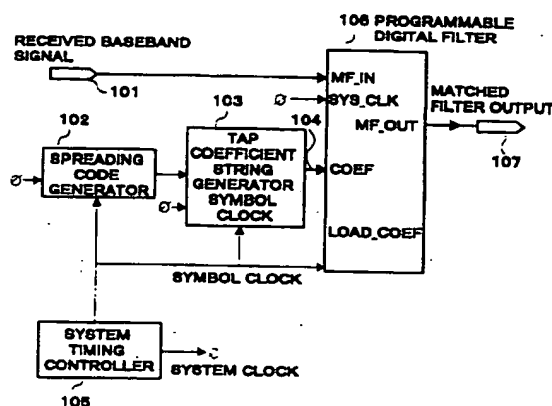 106 PROGRAMMABLE
DIGITAL FILTER
RECEIVED BASEBAND
SIGNAL
101
MF_IN
SYS_CLK
MATCHED
FILTER OUTPUT
MF_OUT
107
102
SPREADING CODE
GENERATOR
103
TAP
COEFFICIENT
STRING
GENERATOR
SYMBOL
CLOCK
104
COEF
LOAD_COEF
SYMBOL CLOCK
SYSTEM
TIMING
CONTROLLER
ø
SYSTEM CLOCK
105
ø
ø
ø